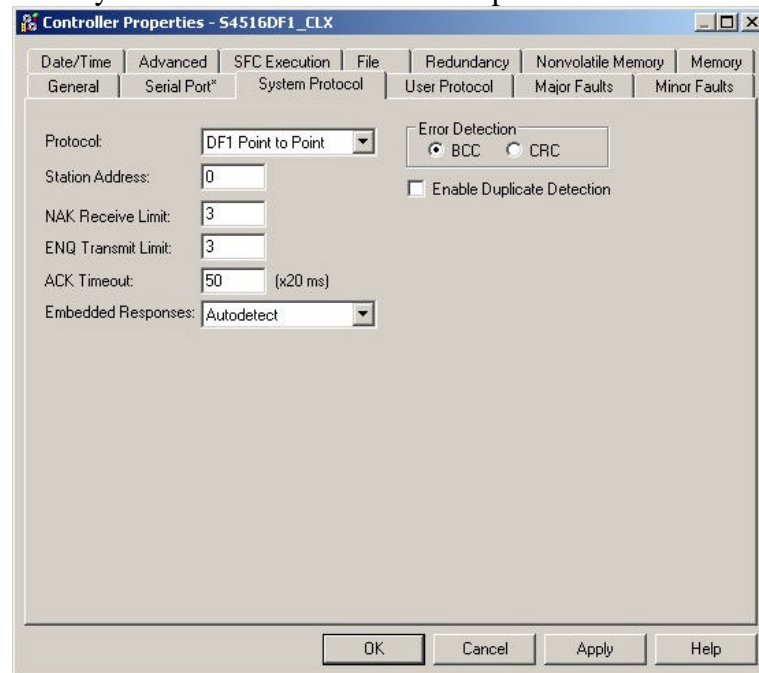 Controller Properties - S4516DF1_CLX
Date/Time Advanced SFC Execution File Redundancy Nonvolatile Memory Memory
General Serial Port* System Protocol User Protocol Major Faults Minor Faults
Protocol: DF1 Point to Point
Error Detection
BCC CRC
Station Address: 0
Enable Duplicate Detection
NAK Receive Limit: 3
ENQ Transmit Limit: 3
ACK Timeout: 50 (x20 ms)
Embedded Responses: Autodetect
OK Cancel Apply Help